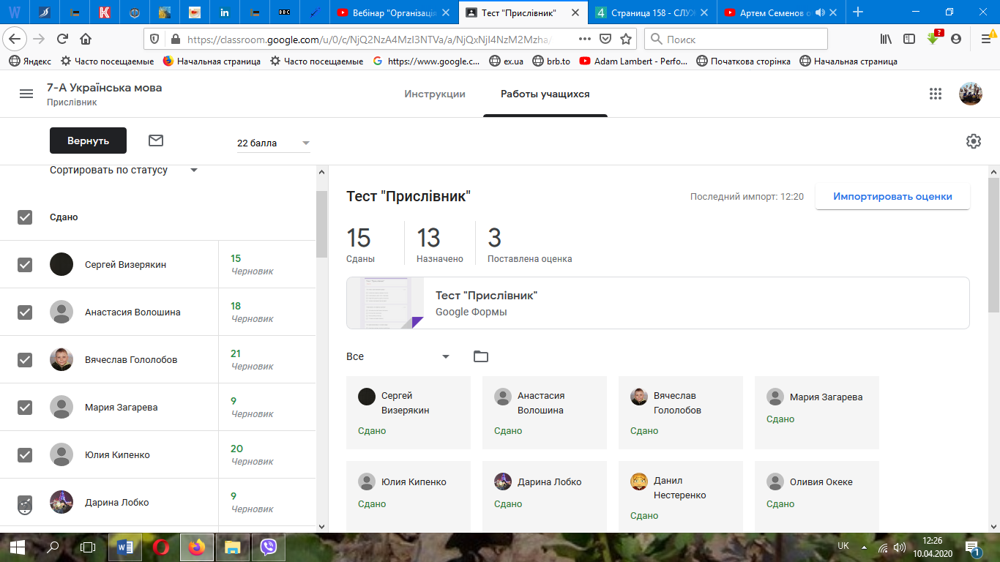 Вебінар "Організація
Тест "Прислівник"
Страница 158 - СЛУЖ
Артем Семенов о
https://classroom.google.com/u/0/c/NjQ2NzA4MzI3NTVa/a/NjQxNjI4NzM2Mzha/
Поиск
Яндекс
Часто посещаемые
Начальная страница
Часто посещаемые
https://www.google.c...
ex.ua
brb.to
Adam Lambert - Perfo...
Початкова сторінка
Начальная страница
7-А Українська мова
Прислівник
Инструкции
Работы учащихся
Вернуть
22 балла
Сортировать по статусу
Сдано
Сергей Визерякин
15
Черновик
Анастасия Волошина
18
Черновик
Вячеслав Гололобов
21
Черновик
Мария Загарева
9
Черновик
Юлия Кипенко
20
Черновик
Дарина Лобко
9
Черновик
Тест "Прислівник"
Последний импорт: 12:20
Импортировать оценки
15
Сданы
13
Назначено
3
Поставлена оценка
Тест "Прислівник"
Google Формы
Все
Сергей
Визерякин
Сдано
Анастасия
Волошина
Сдано
Вячеслав
Гололобов
Сдано
Мария Загарева
Сдано
Юлия Кипенко
Сдано
Дарина Лобко
Сдано
Данил
Нестеренко
Сдано
Оливия Океке
Сдано
UK
12:26
10.04.2020
1